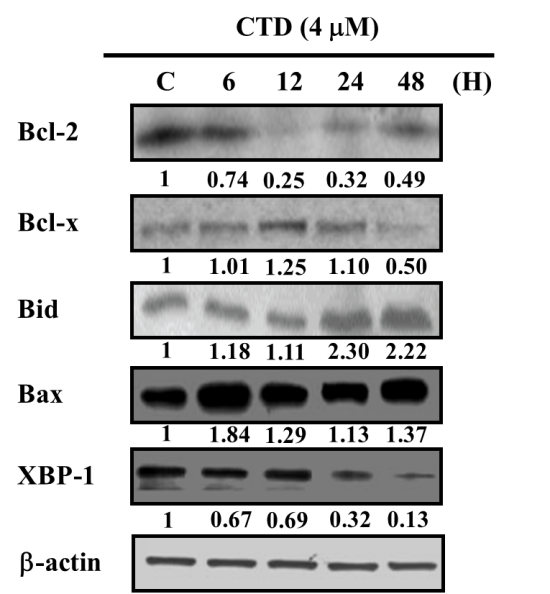 CTD (4 μM)
C 6 12 24 48 (H)
Bcl-2
1 0.74 0.25 0.32 0.49
Bcl-x
1 1.01 1.25 1.10 0.50
Bid
1 1.18 1.11 2.30 2.22
Bax
1 1.84 1.29 1.13 1.37
XBP-1
1 0.67 0.69 0.32 0.13
β-actin